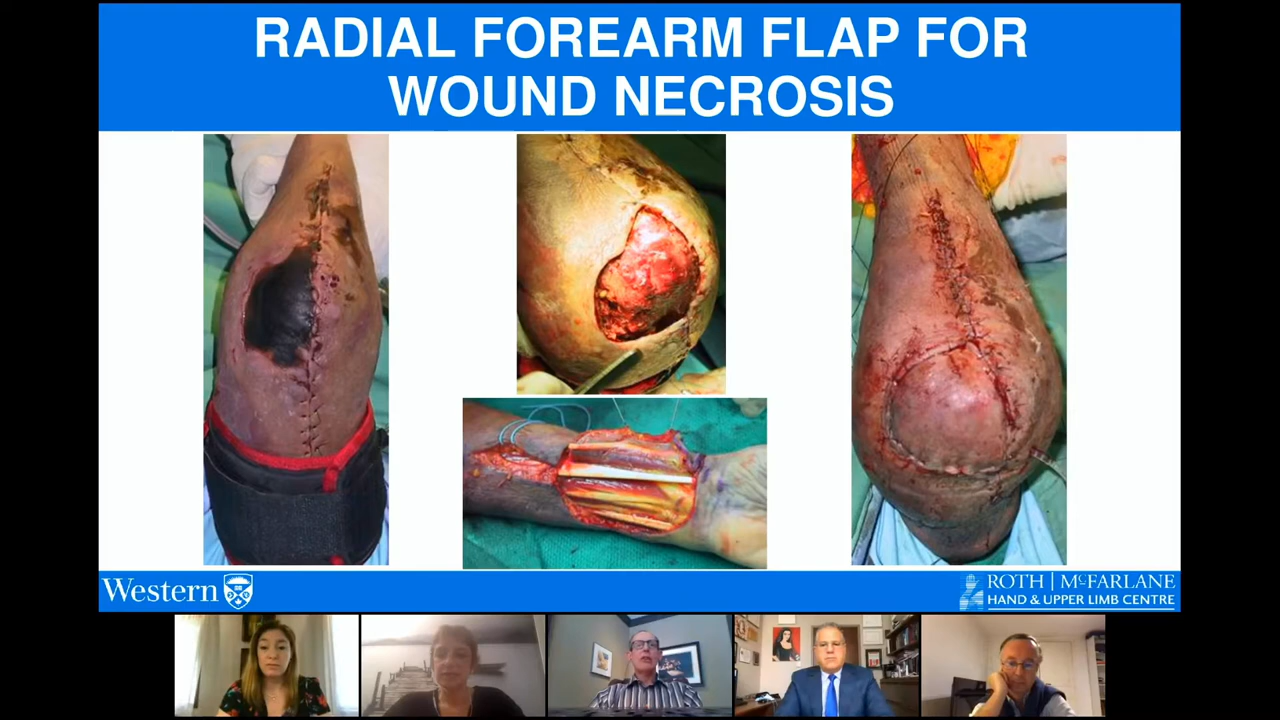 RADIAL FOREARM FLAP FOR
WOUND NECROSIS
Western
ROTH | MCFARLANE
HAND & UPPER LIMB CENTRE